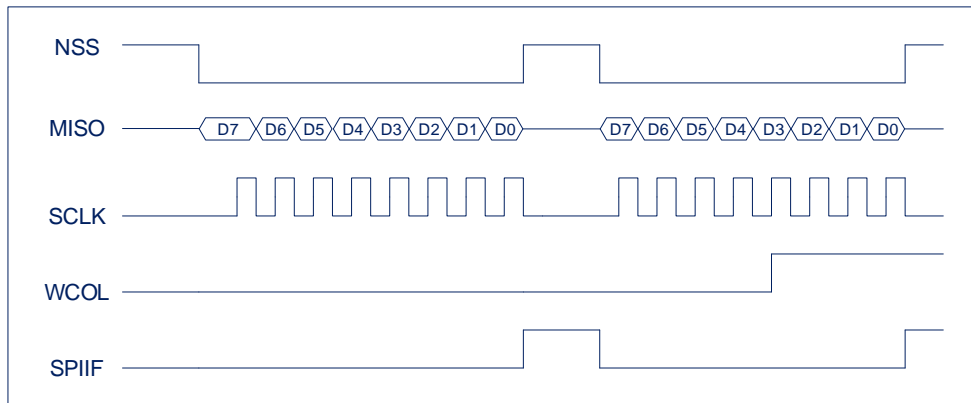 NSS
MISO D7 D6 D5 D4 D3 D2 D1 D0 D7 D6 D5 D4 D3 D2 D1 D0
SCLK
WCOL
SPIIF